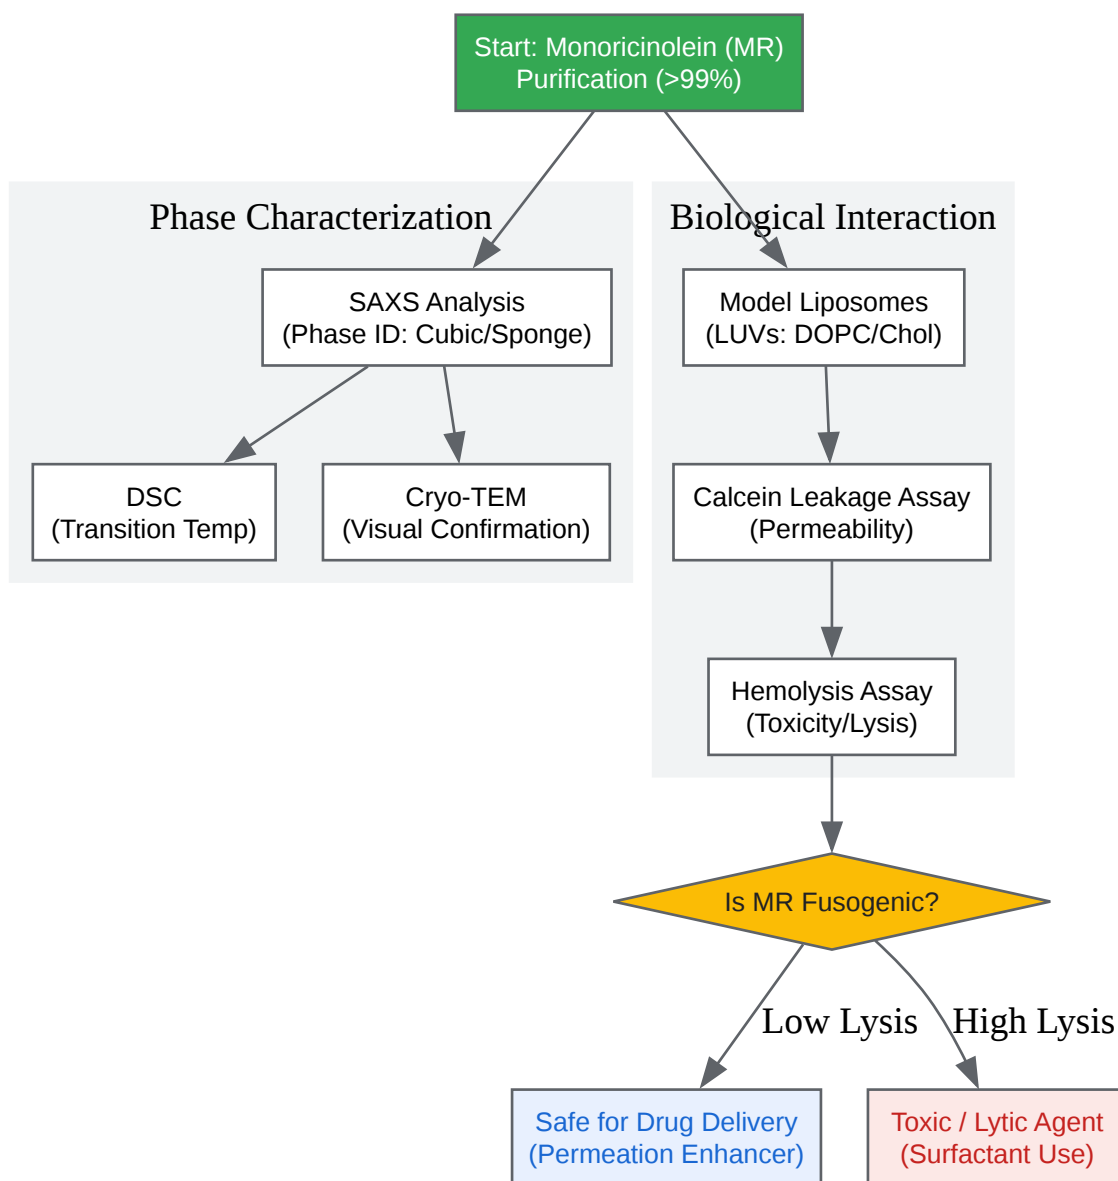 Start: Monoricinolein (MR)
Purification (>99%)
Phase Characterization
Biological Interaction
SAXS Analysis
(Phase ID: Cubic/Sponge)
Model Liposomes
(LUVs: DOPC/Chol)
DSC
(Transition Temp)
Cryo-TEM
(Visual Confirmation)
Calcein Leakage Assay
(Permeability)
Hemolysis Assay
(Toxicity/Lysis)
Is MR Fusogenic?
Low Lysis
High Lysis
Safe for Drug Delivery
(Permeation Enhancer)
Toxic / Lytic Agent
(Surfactant Use)